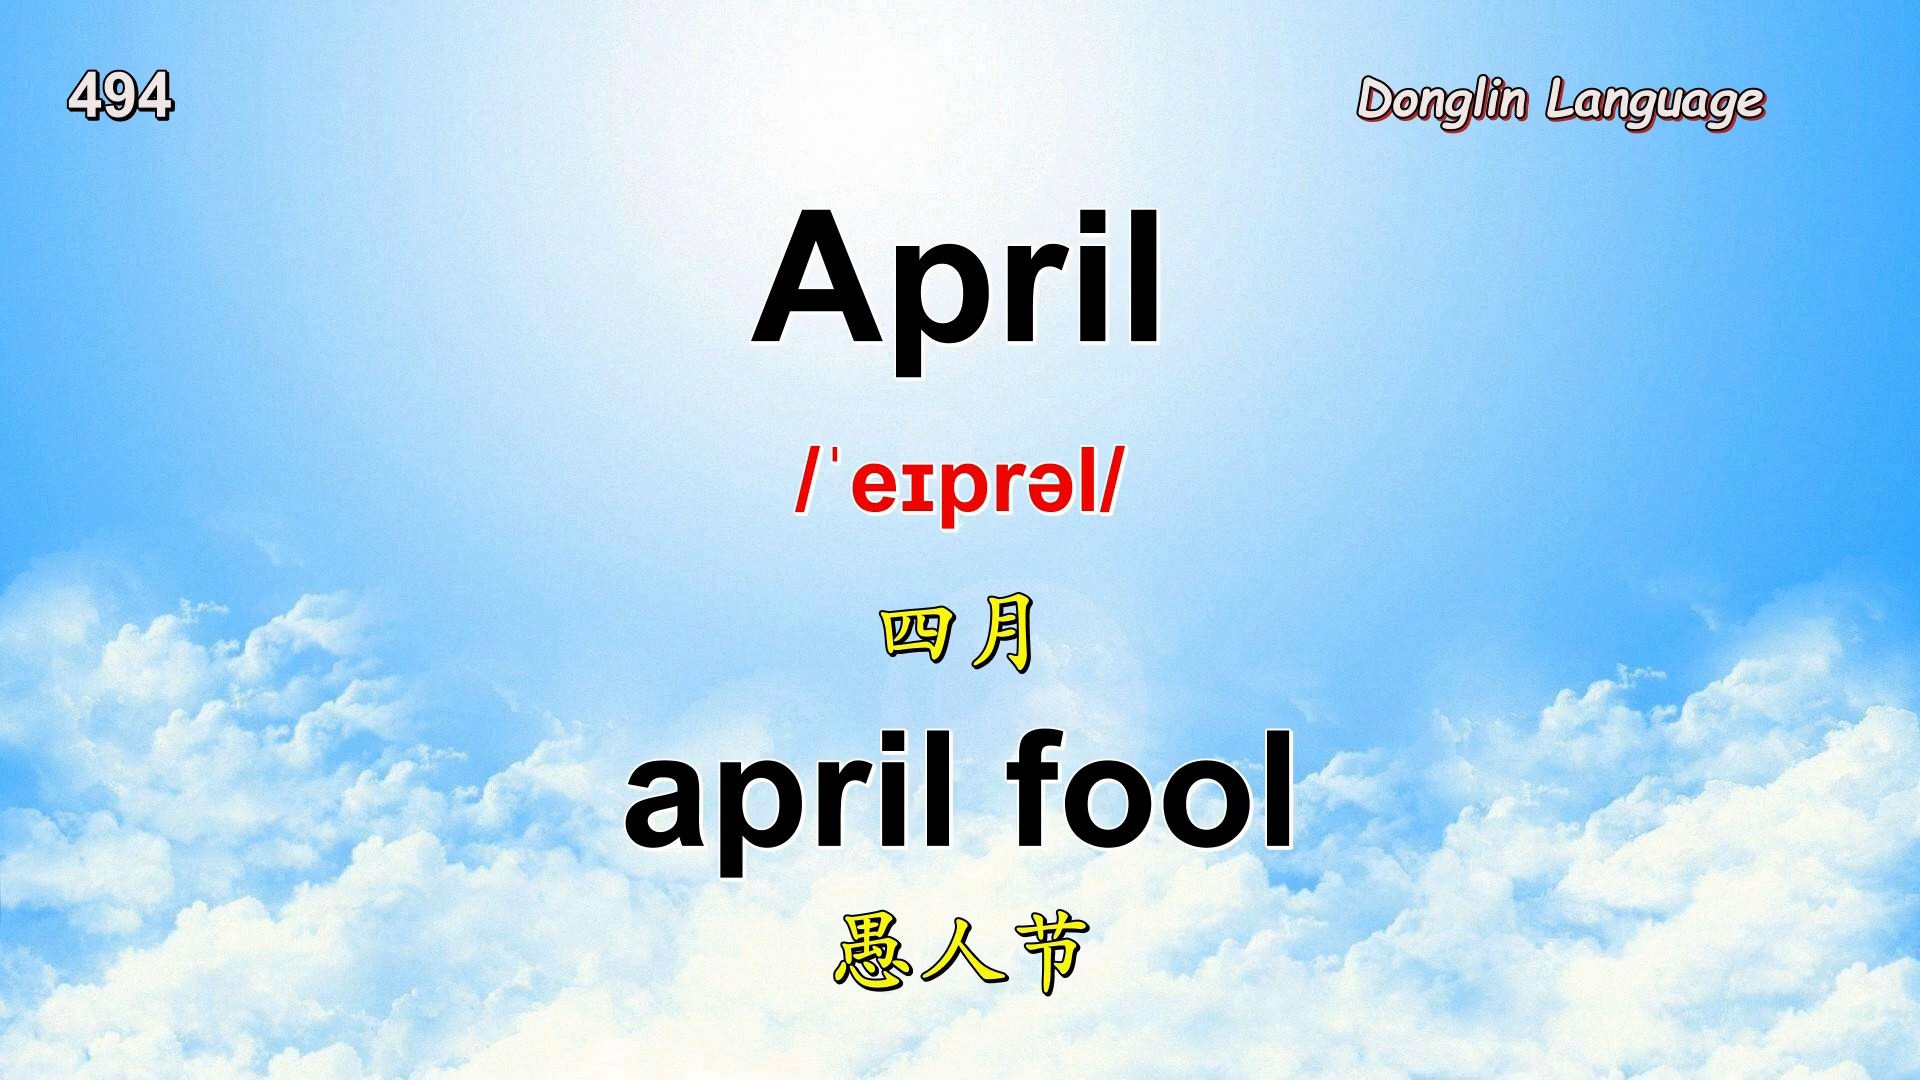 494
Donglin Language
April
/ˈeɪprəl/
四月
april fool
愚人节